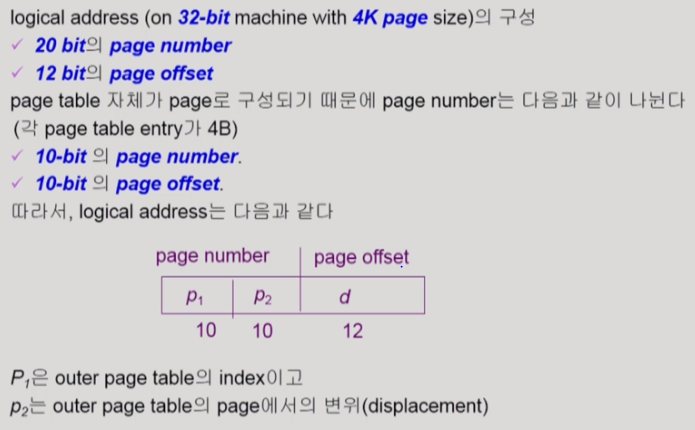 logical address (on 32-bit machine with 4K page size)의 구성
✓ 20 bit의 page number
✓ 12 bit의 page offset
page table 자체가 page로 구성되기 때문에 page number는 다음과 같이 나뉜다
(각 page table entry가 4B)
✓ 10-bit 의 page number.
✓ 10-bit 의 page offset.
따라서, logical address는 다음과 같다
page number page offset
p₁ p₂ d
10 10 12
P₁은 outer page table의 index이고
p₂는 outer page table의 page에서의 변위(displacement)